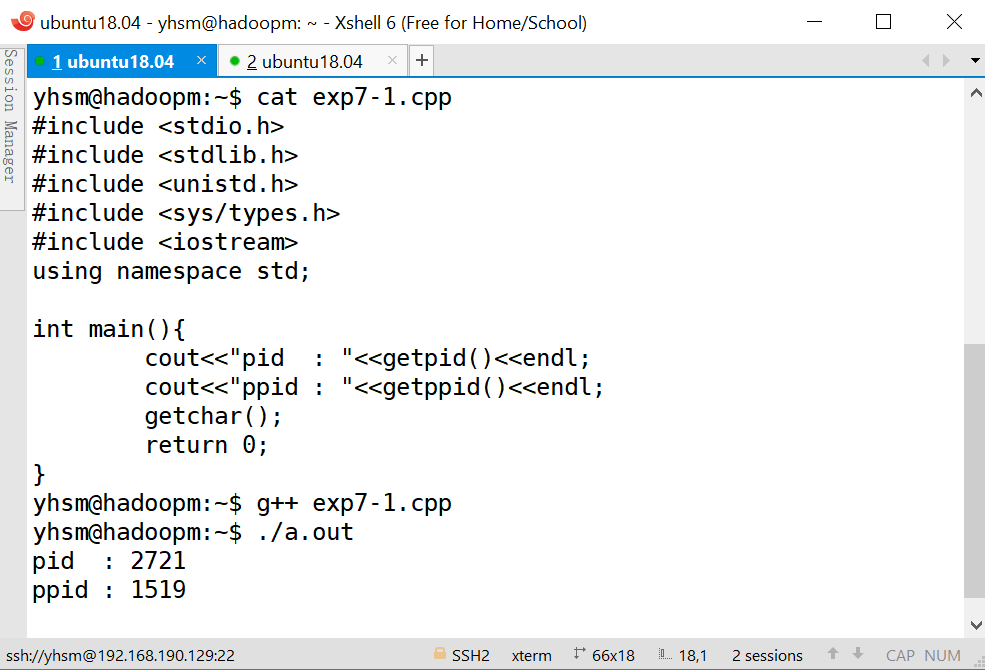 ubuntu18.04 - yhsm@hadoopm: ~ - Xshell 6 (Free for Home/School)
Session Manager
1 ubuntu18.04 × 2 ubuntu18.04 × +
yhsm@hadoopm:~$ cat exp7-1.cpp
#include <stdio.h>
#include <stdlib.h>
#include <unistd.h>
#include <sys/types.h>
#include <iostream>
using namespace std;

int main(){
        cout<<"pid  : "<<getpid()<<endl;
        cout<<"ppid : "<<getppid()<<endl;
        getchar();
        return 0;
}
yhsm@hadoopm:~$ g++ exp7-1.cpp
yhsm@hadoopm:~$ ./a.out
pid  : 2721
ppid : 1519
ssh://yhsm@192.168.190.129:22 SSH2 xterm 66x18 18,1 2 sessions CAP NUM